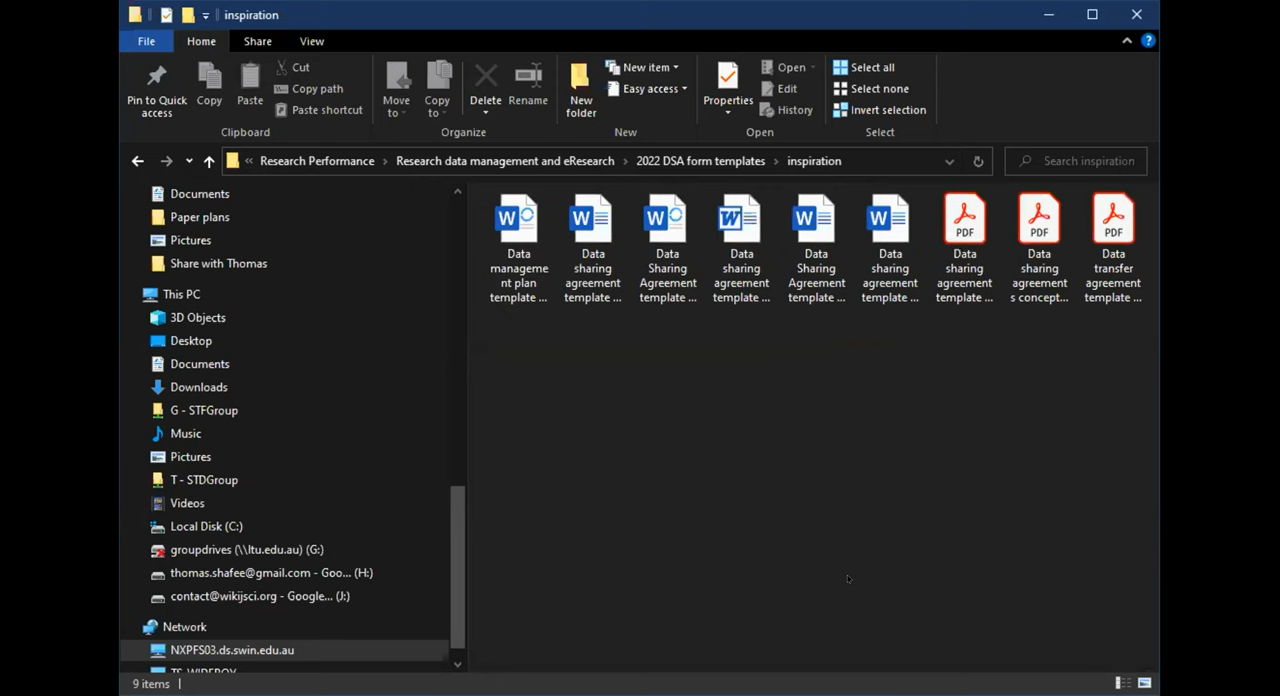 inspiration
File
Home
Share
View
Pin to Quick
access
Copy
Paste
Cut
Copy path
Paste shortcut
Clipboard
Move
to
Copy
to
Delete
Rename
Organize
New
folder
New item
Easy access
New
Properties
Open
Edit
History
Open
Select all
Select none
Invert selection
Select
« Research Performance > Research data management and eResearch > 2022 DSA form templates > inspiration
Search inspiration
Documents
Paper plans
Pictures
Share with Thomas
This PC
3D Objects
Desktop
Documents
Downloads
G - STFGroup
Music
Pictures
T - STDGroup
Videos
Local Disk (C:)
groupdrives (\\ltu.edu.au) (G:)
thomas.shafee@gmail.com - Goo... (H:)
contact@wikijsci.org - Google... (J:)
Network
NXPFS03.ds.swin.edu.au
W
Data
manageme
nt plan
template ...
W
Data
sharing
agreement
template ...
W
Data
Sharing
Agreement
template ...
W
Data
sharing
agreement
template ...
W
Data
Sharing
Agreement
template ...
W
Data
sharing
agreement
template ...
PDF
Data
sharing
agreement
template ...
PDF
Data
sharing
agreement
s concept...
PDF
Data
transfer
agreement
template ...
9 items